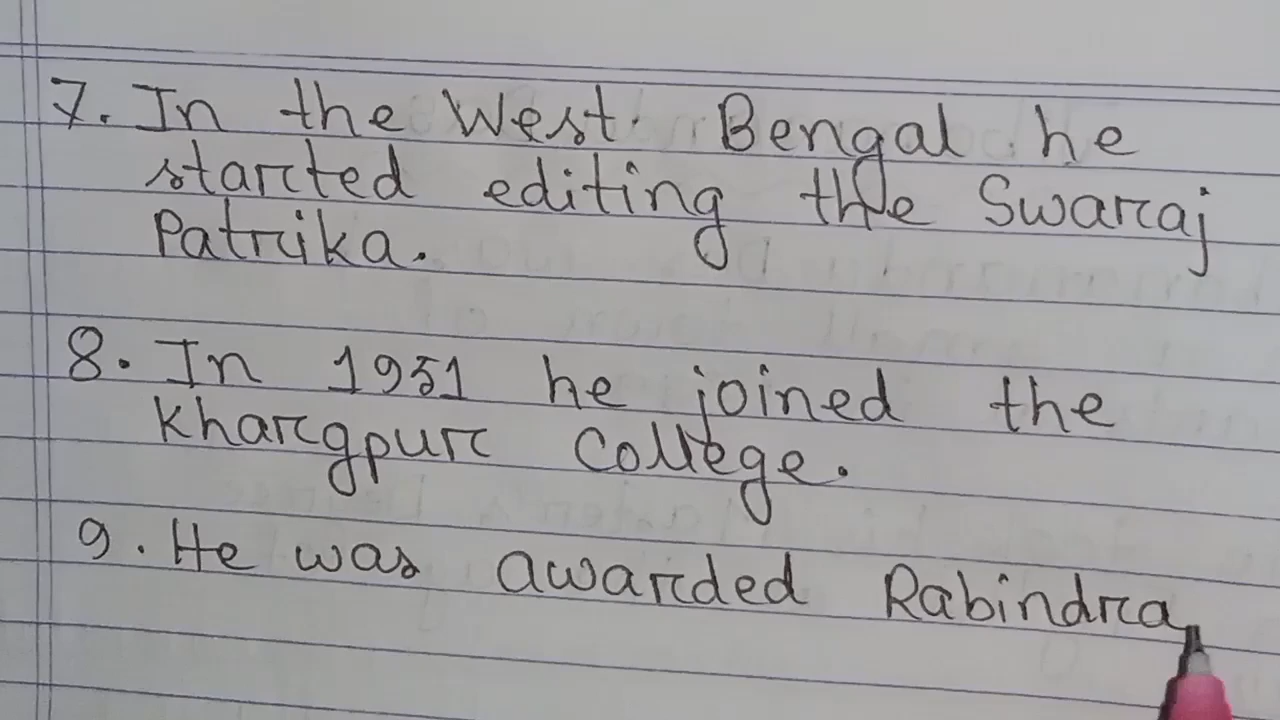 7. In the West Bengal he
started editing the Swaraj
Patrika.
8. In 1951 he joined the
Khargpur College.
9. He was awarded Rabindra